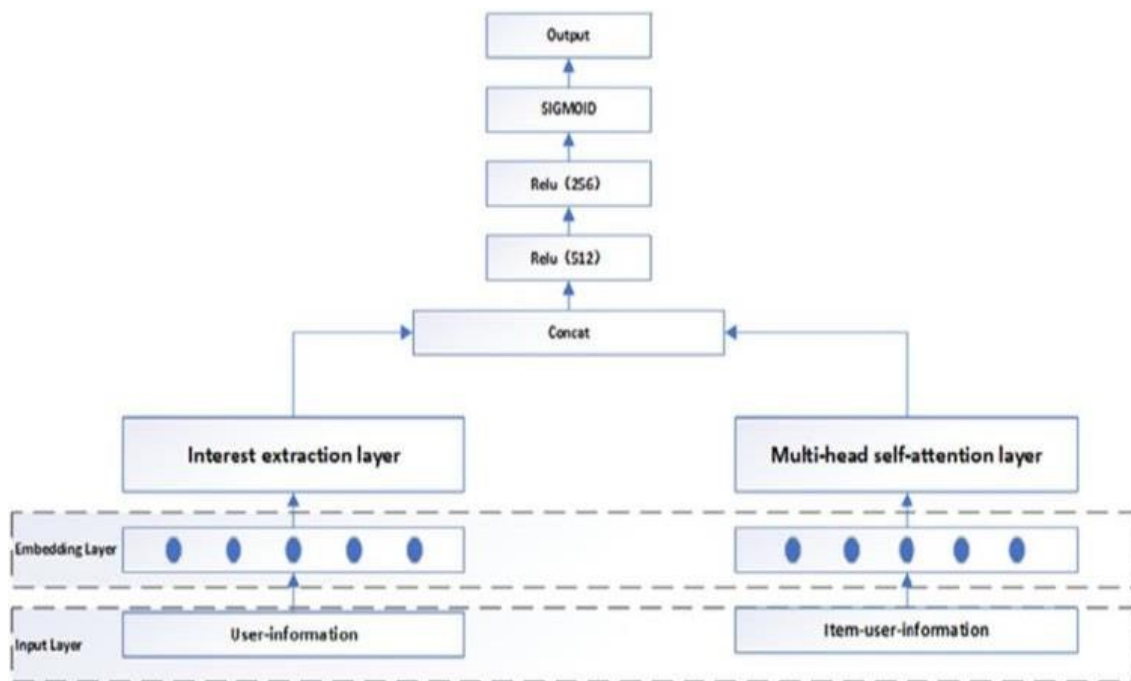 Output
SIGMOID
Relu (256)
Relu (512)
Concat
Interest extraction layer
Multi-head self-attention layer
Embedding Layer
User-information
Item-user-information
Input Layer